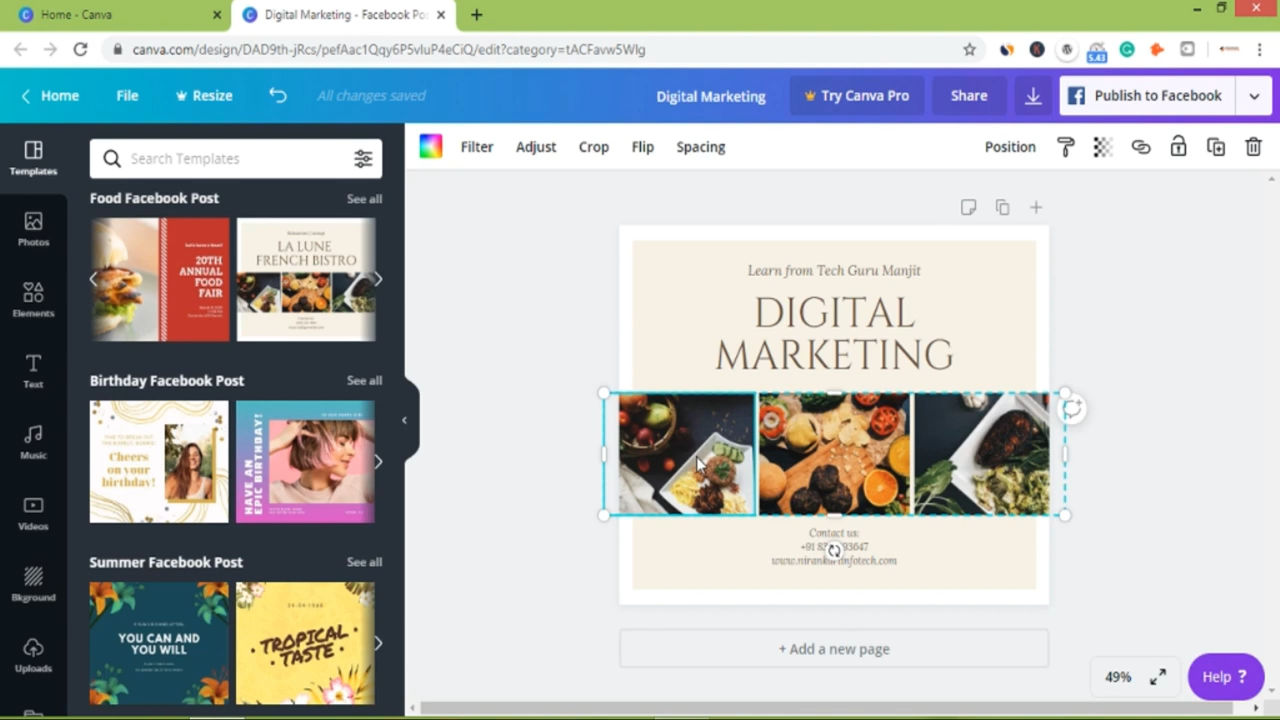 Home - Canva
Digital Marketing - Facebook Po
canva.com/design/DAD9th-jRcs/pefAac1Qqy6P5vIuP4eCiQ/edit?category=tACFavw5WIg
5.43
Home
File
Resize
All changes saved
Digital Marketing
Try Canva Pro
Share
Publish to Facebook
Templates
Photos
Elements
Text
Music
Videos
Bkground
Uploads
Search Templates
Filter
Adjust
Crop
Flip
Spacing
Position
Food Facebook Post
See all
20TH
ANNUAL
FOOD
FAIR
LA LUNE
FRENCH BISTRO
Birthday Facebook Post
See all
Cheers
on your
birthday!
HAVE AN
EPIC BIRTHDAY!
Summer Facebook Post
See all
YOU CAN AND
YOU WILL
TROPICAL
TASTE
Learn from Tech Guru Manjit
DIGITAL
MARKETING
Contact us:
+91
+ Add a new page
49%
Help ?